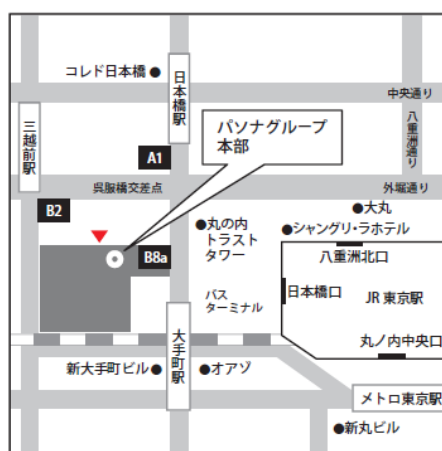 コレド日本橋
日本橋駅
中央通り
三越前駅
パソナグループ
本部
八重洲通り
A1
呉服橋交差点
外堀通り
B2
大丸
丸の内
トラスト
タワー
シャングリ・ラホテル
八重洲北口
B8a
日本橋口
JR 東京駅
バス
ターミナル
大手町駅
丸ノ内中央口
新大手町ビル
オアゾ
メトロ東京駅
新丸ビル